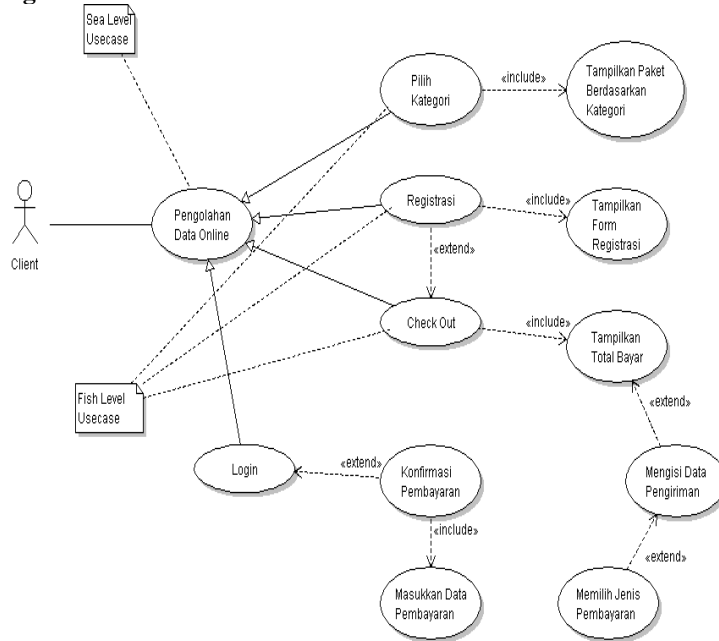 g
Sea Level
Usecase
Pilih
Kategori
«include»
Tampilkan Paket
Berdasarkan
Kategori
Client
Pengolahan
Data Online
Registrasi
«include»
Tampilkan
Form
Registrasi
«extend»
Check Out
«include»
Tampilkan
Total Bayar
Fish Level
Usecase
«extend»
Login
«extend»
Konfirmasi
Pembayaran
Mengisi Data
Pengiriman
«include»
«extend»
Masukkan Data
Pembayaran
Memilih Jenis
Pembayaran